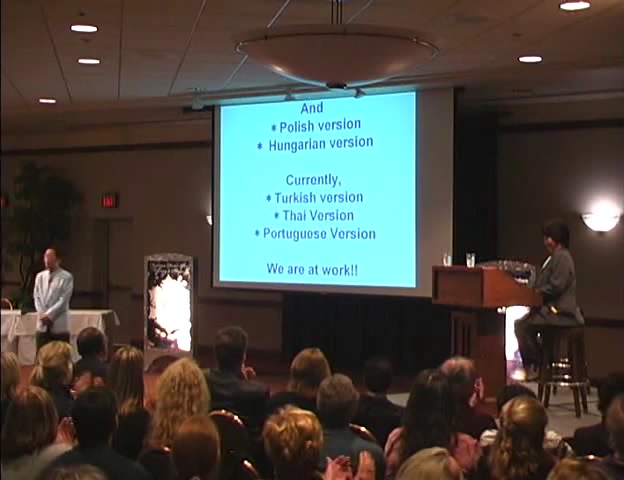 And
* Polish version
* Hungarian version
Currently,
* Turkish version
* Thai Version
* Portuguese Version
We are at work!!